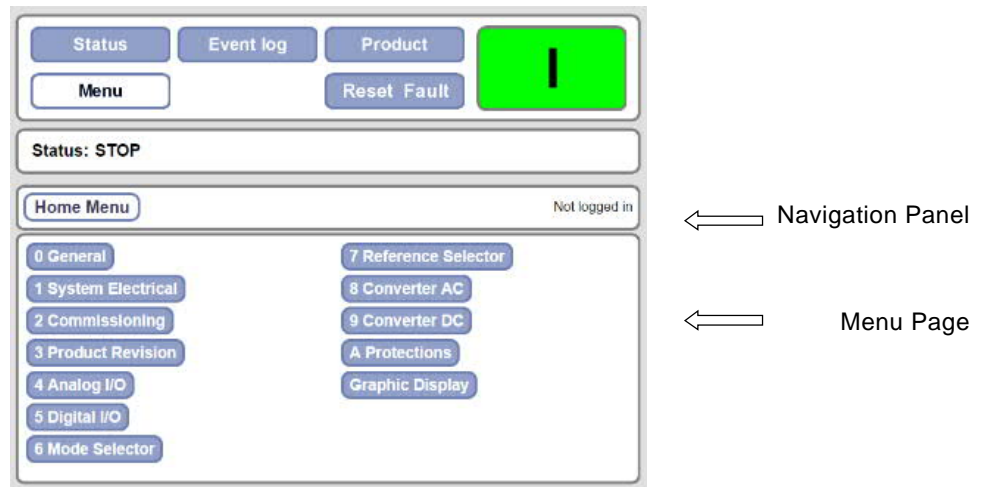 Status Event log Product
I
Menu Reset Fault
Status: STOP
Home Menu Not logged in
Navigation Panel
0 General
1 System Electrical
2 Commissioning
3 Product Revision
4 Analog I/O
5 Digital I/O
6 Mode Selector
7 Reference Selector
8 Converter AC
9 Converter DC
A Protections
Graphic Display
Menu Page